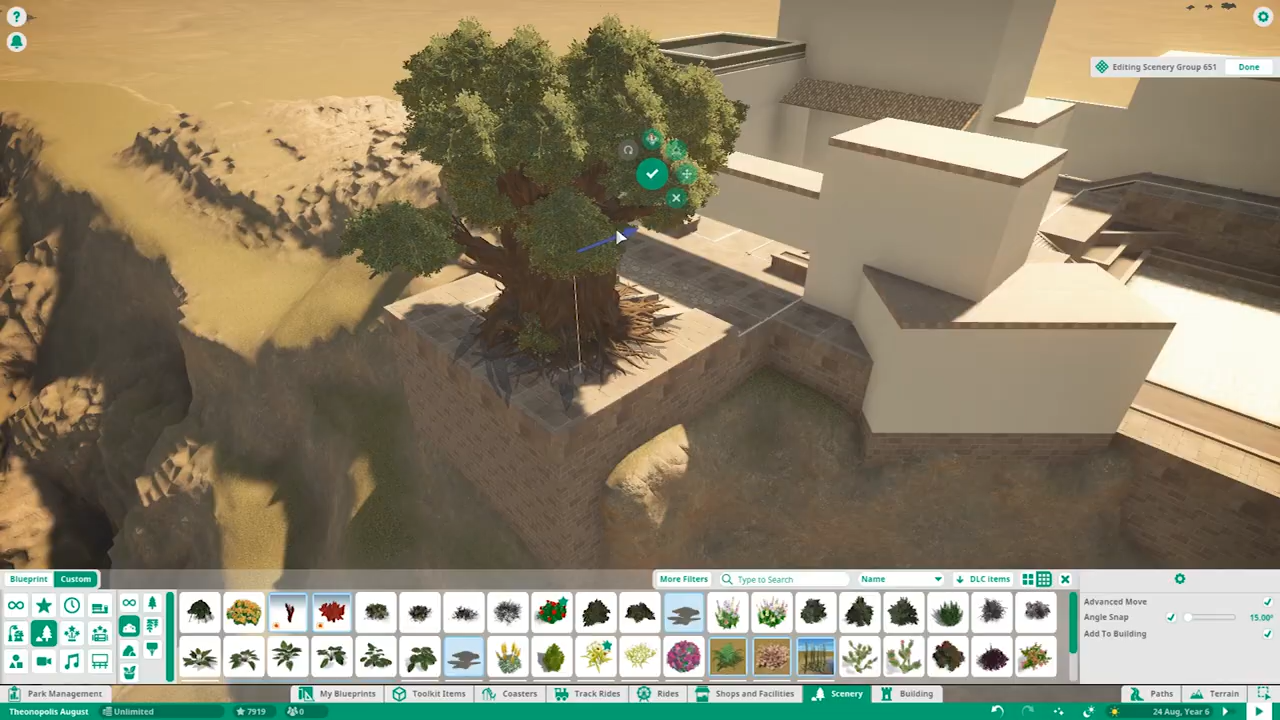 ?
Editing Scenery Group 651 Done
Blueprint Custom
More Filters Type to Search Name DLC items
Advanced Move
Angle Snap 15.00°
Add To Building
Park Management My Blueprints Toolkit Items Coasters Track Rides Rides Shops and Facilities Scenery Building Paths Terrain
Theonopolis August Unlimited 7919 0 24 Aug, Year 6